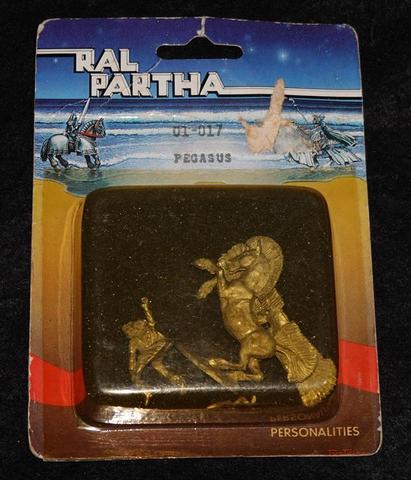 RAL
PARTHA
01-017
PEGASUS
PERSONALITIES